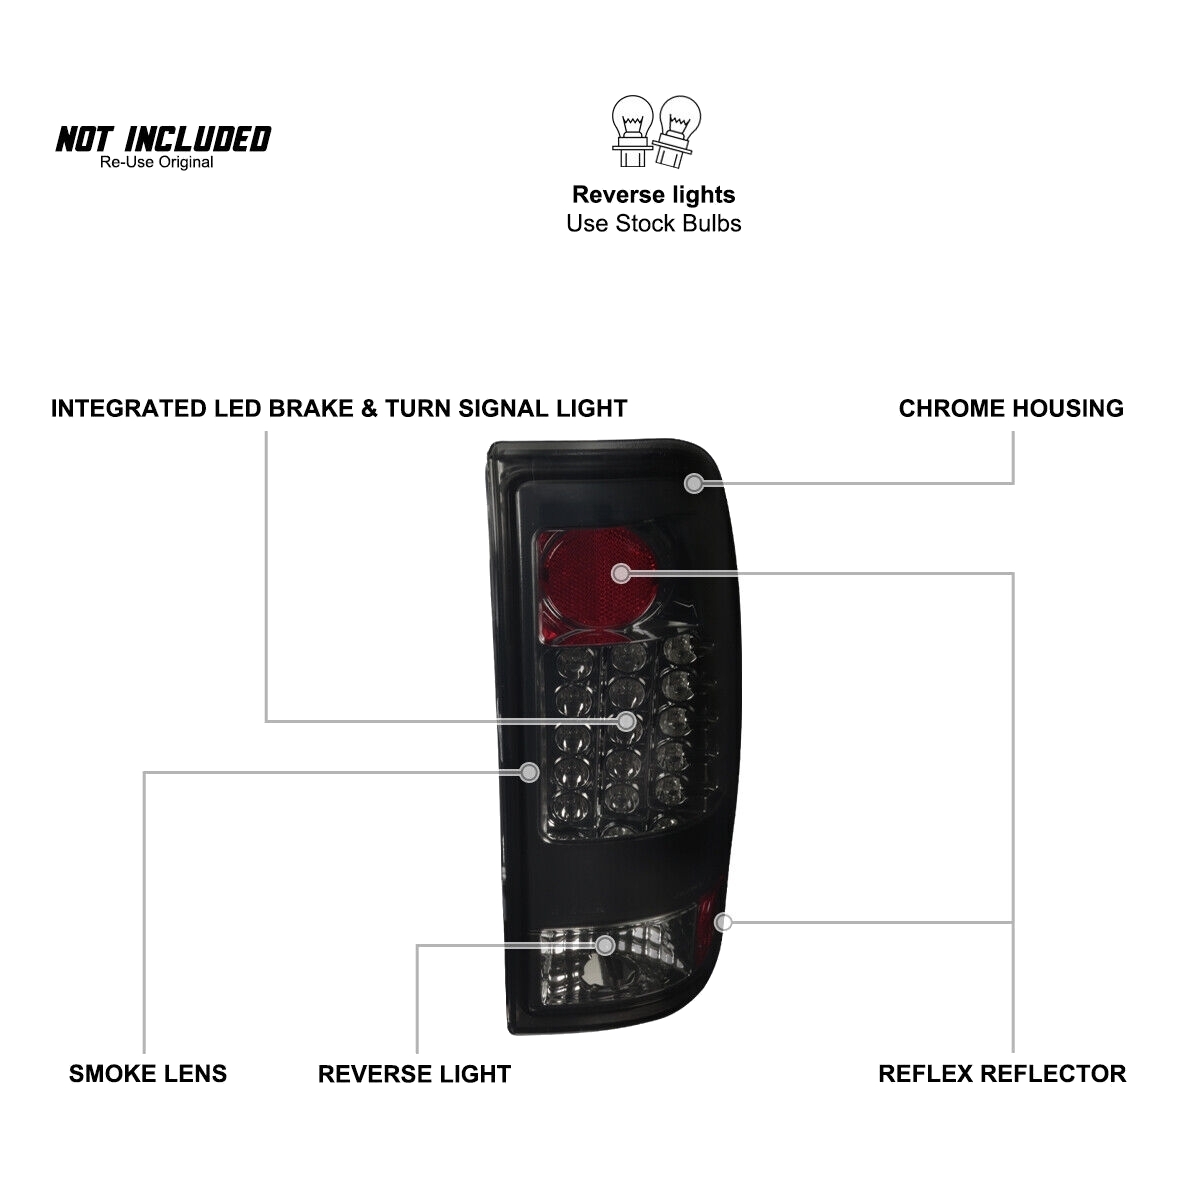 NOT INCLUDED
Re-Use Original
Reverse lights
Use Stock Bulbs
INTEGRATED LED BRAKE & TURN SIGNAL LIGHT
CHROME HOUSING
SMOKE LENS
REVERSE LIGHT
REFLEX REFLECTOR